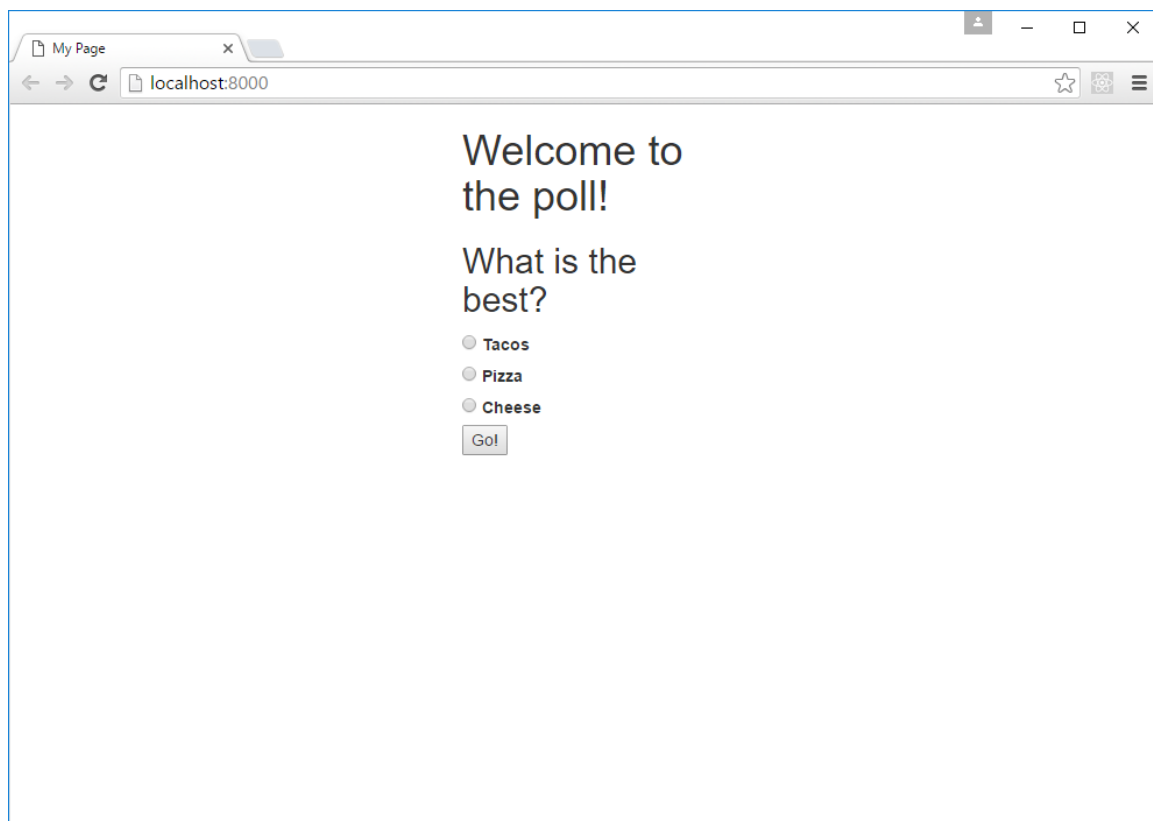 My Page
localhost:8000
Welcome to
the poll!
What is the
best?
Tacos
Pizza
Cheese
Go!